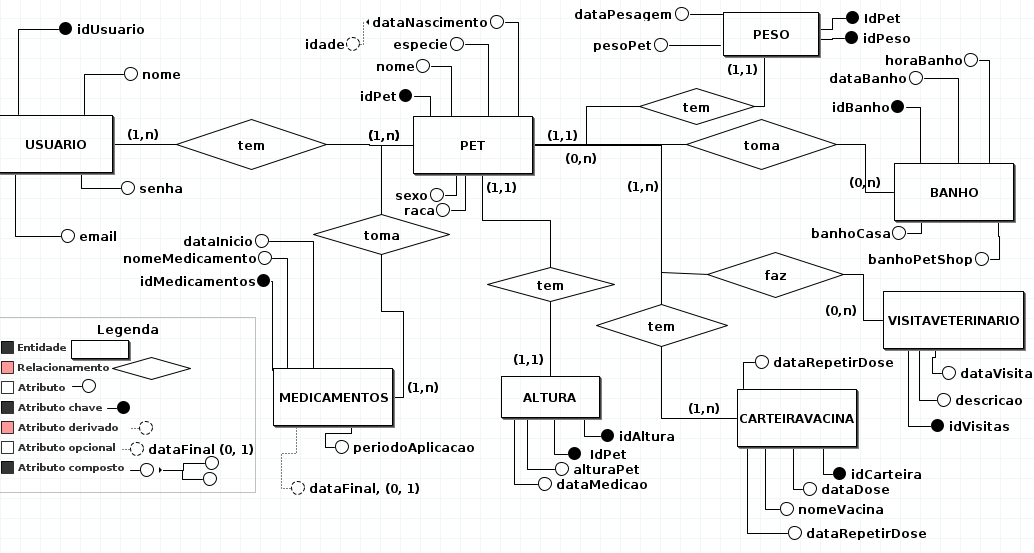 dataPesagem
IdPet
dataNascimento
idUsuario
PESO
idPeso
idade
especie
pesoPet
horaBanho
nome
(1,1)
nome
dataBanho
idPet
tem
idBanho
(1,n)
(1,n)
(1,1)
USUARIO
tem
PET
toma
(0,n)
senha
sexo
(1,1)
(1,n)
(0,n)
BANHO
raca
email
toma
banhoCasa
dataInicio
nomeMedicamento
banhoPetShop
idMedicamentos
tem
faz
(0,n)
Legenda
tem
VISITAVETERINARIO
Entidade
Relacionamento
(1,1)
dataRepetirDose
dataVisita
Atributo
(1,n)
MEDICAMENTOS
ALTURA
descricao
Atributo chave
(1,n)
CARTEIRAVACINA
Atributo derivado
idAltura
idVisitas
Atributo opcional
dataFinal (0, 1)
periodoAplicacao
IdPet
Atributo composto
alturaPet
idCarteira
dataFinal, (0, 1)
dataMedicao
dataDose
nomeVacina
dataRepetirDose